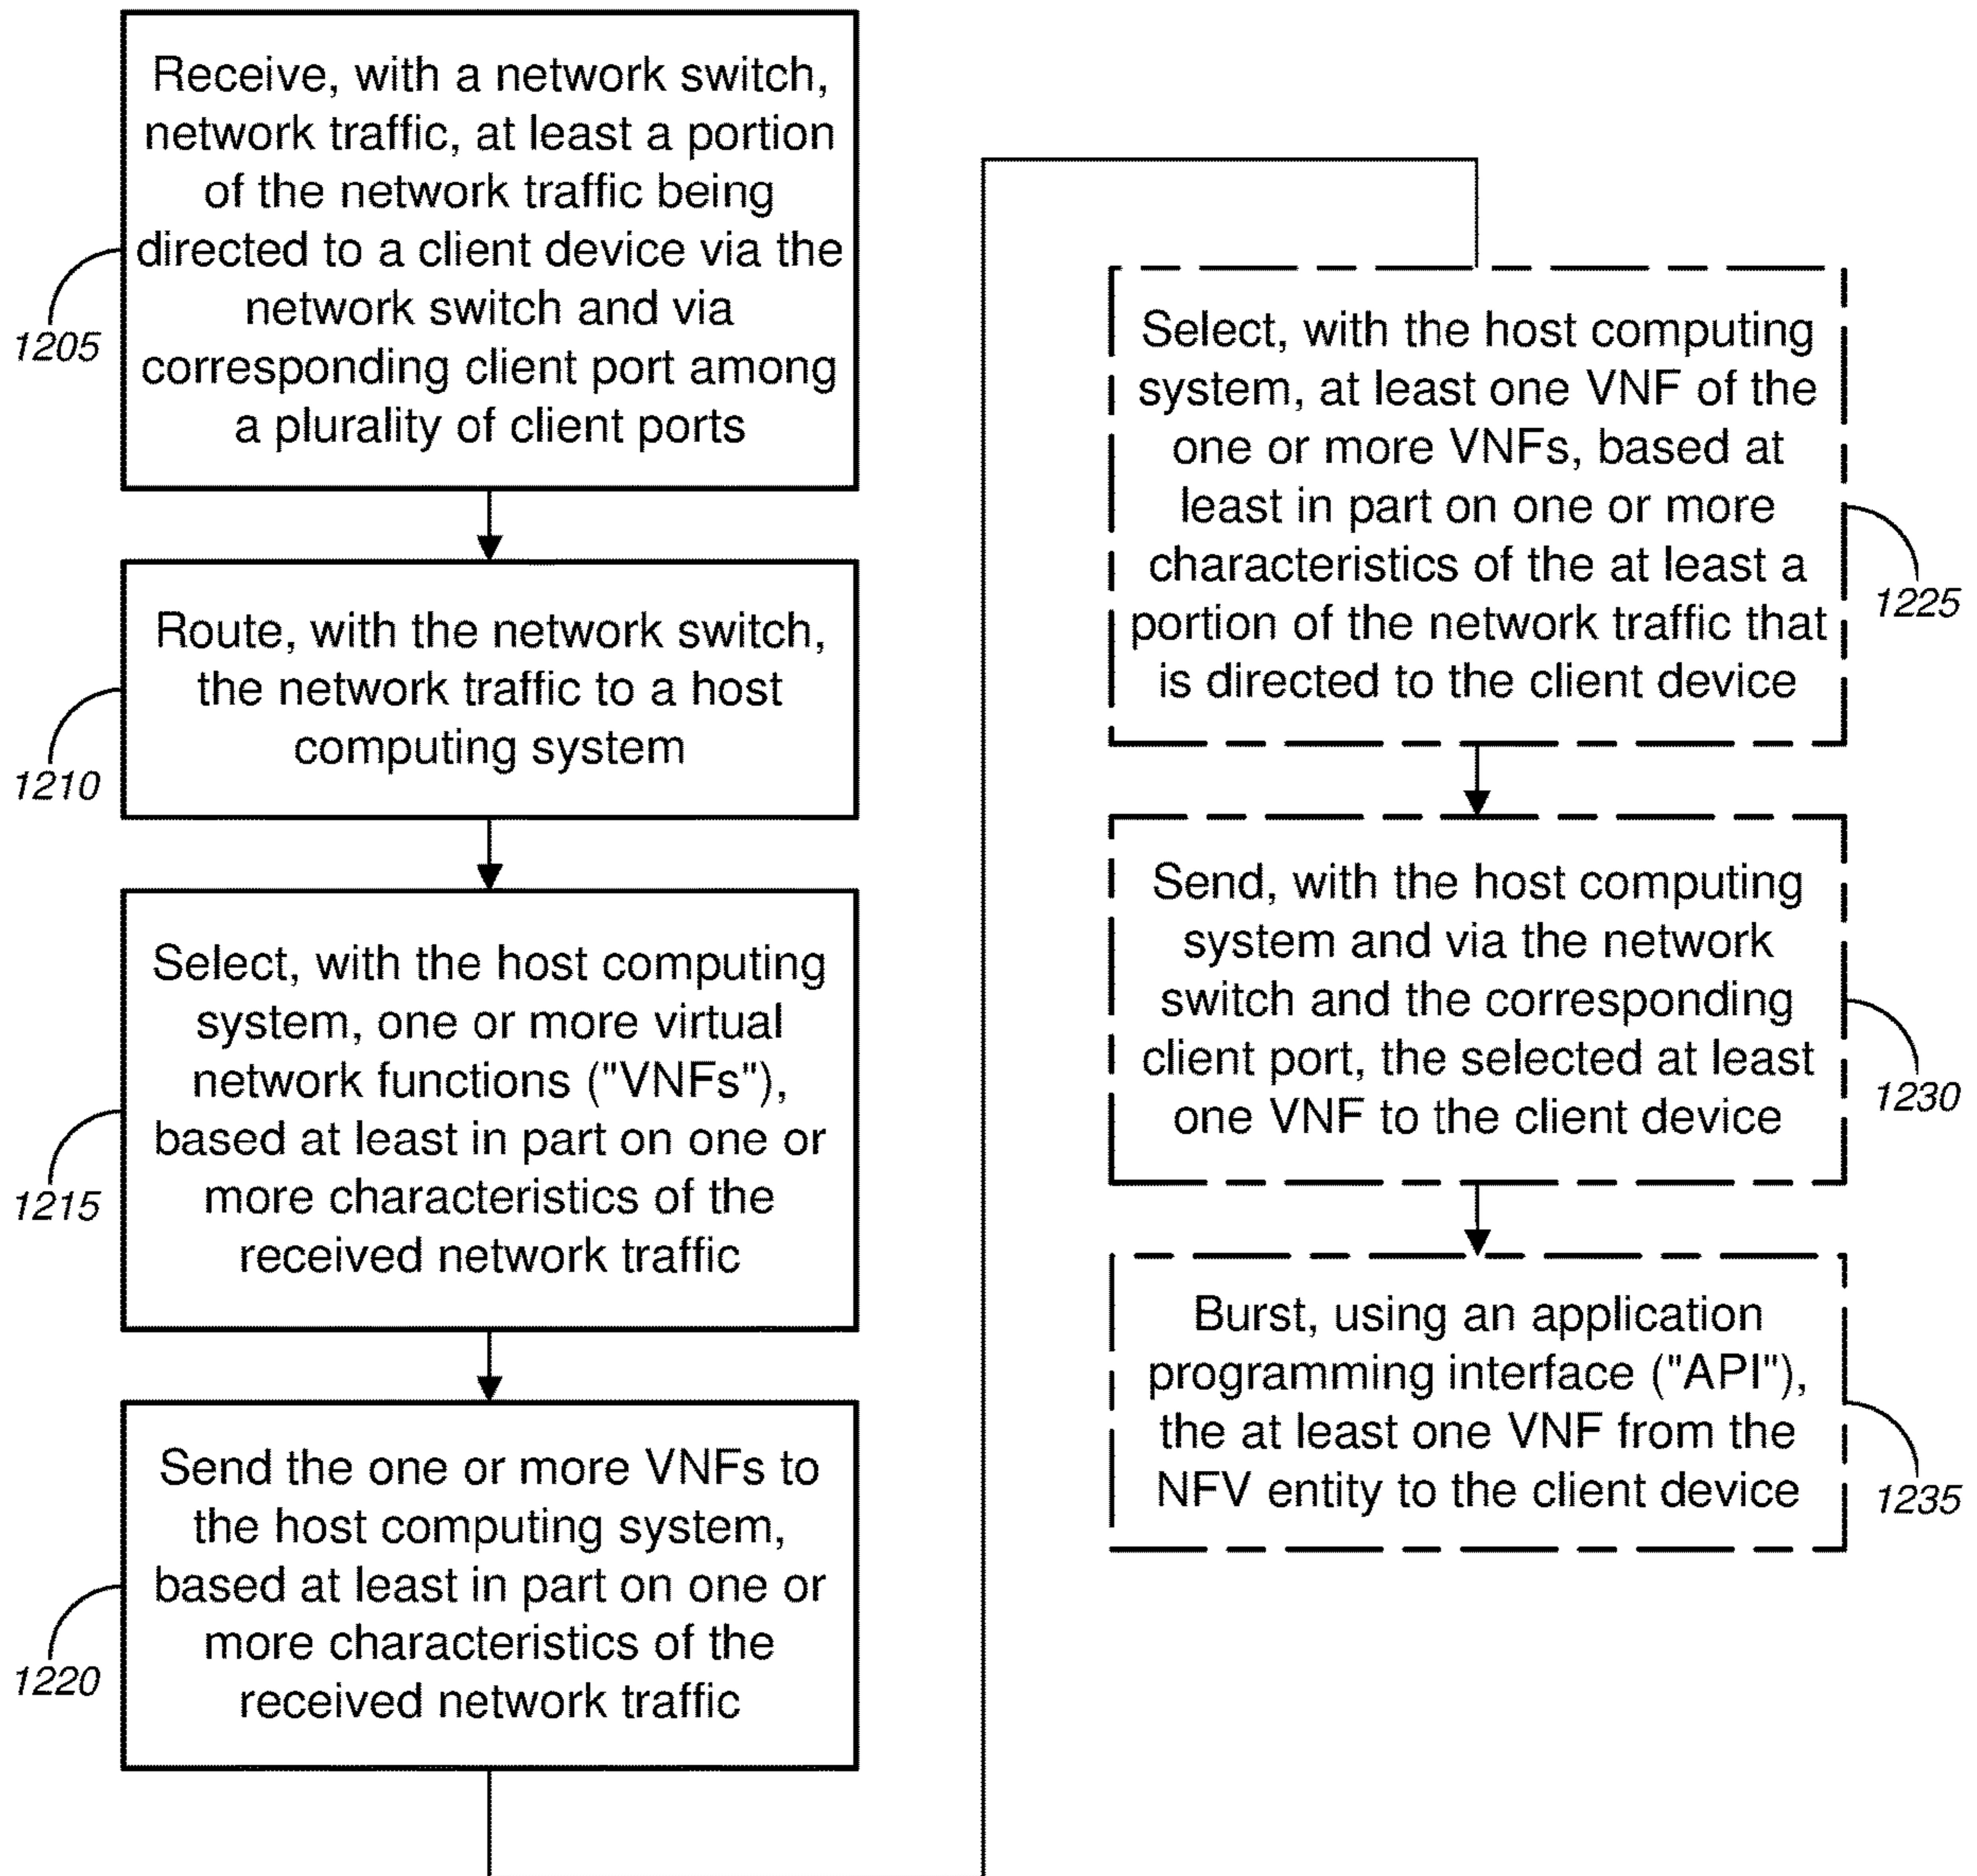 Receive, with a network switch,
network traffic, at least a portion
of the network traffic being
directed to a client device via the
network switch and via
corresponding client port among
a plurality of client ports
1205
Route, with the network switch,
the network traffic to a host
computing system
1210
Select, with the host computing
system, one or more virtual
network functions ("VNFs"),
based at least in part on one or
more characteristics of the
received network traffic
1215
Send the one or more VNFs to
the host computing system,
based at least in part on one or
more characteristics of the
received network traffic
1220
Select, with the host computing
system, at least one VNF of the
one or more VNFs, based at
least in part on one or more
characteristics of the at least a
portion of the network traffic that
is directed to the client device
1225
Send, with the host computing
system and via the network
switch and the corresponding
client port, the selected at least
one VNF to the client device
1230
Burst, using an application
programming interface ("API"),
the at least one VNF from the
NFV entity to the client device
1235